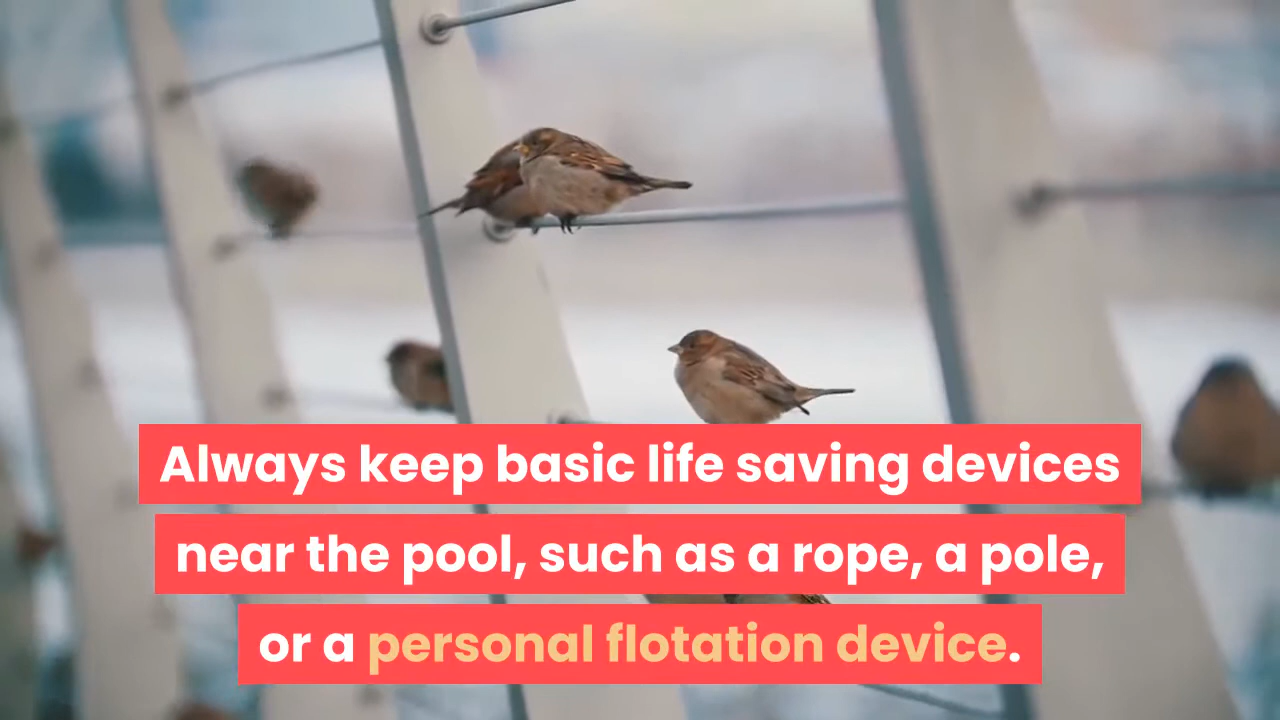 Always keep basic life saving devices
near the pool, such as a rope, a pole,
or a personal flotation device.